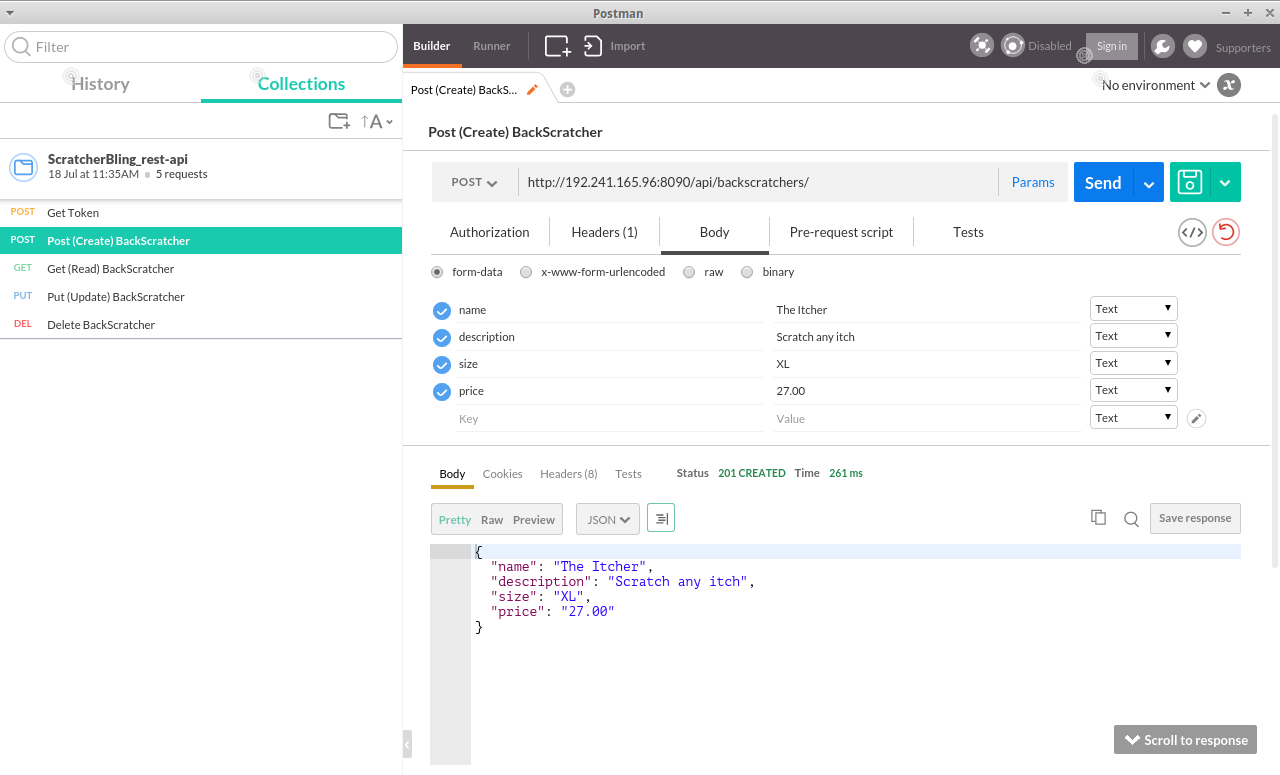 Postman
Filter
History Collections
A
ScratcherBling_rest-api
18 Jul at 11:35AM 5 requests
POST Get Token
POST Post (Create) BackScratcher
GET Get (Read) BackScratcher
PUT Put (Update) BackScratcher
DEL Delete BackScratcher
Builder Runner Import Disabled Sign in Supporters
Post (Create) BackS... No environment
Post (Create) BackScratcher
POST http://192.241.165.96:8090/api/backscratchers/ Params Send
Authorization Headers (1) Body Pre-request script Tests
form-data x-www-form-urlencoded raw binary
name The Itcher Text
description Scratch any itch Text
size XL Text
price 27.00 Text
Key Value Text
Body Cookies Headers (8) Tests Status 201 CREATED Time 261 ms
Pretty Raw Preview JSON Save response
{
"name": "The Itcher",
"description": "Scratch any itch",
"size": "XL",
"price": "27.00"
}
Scroll to response